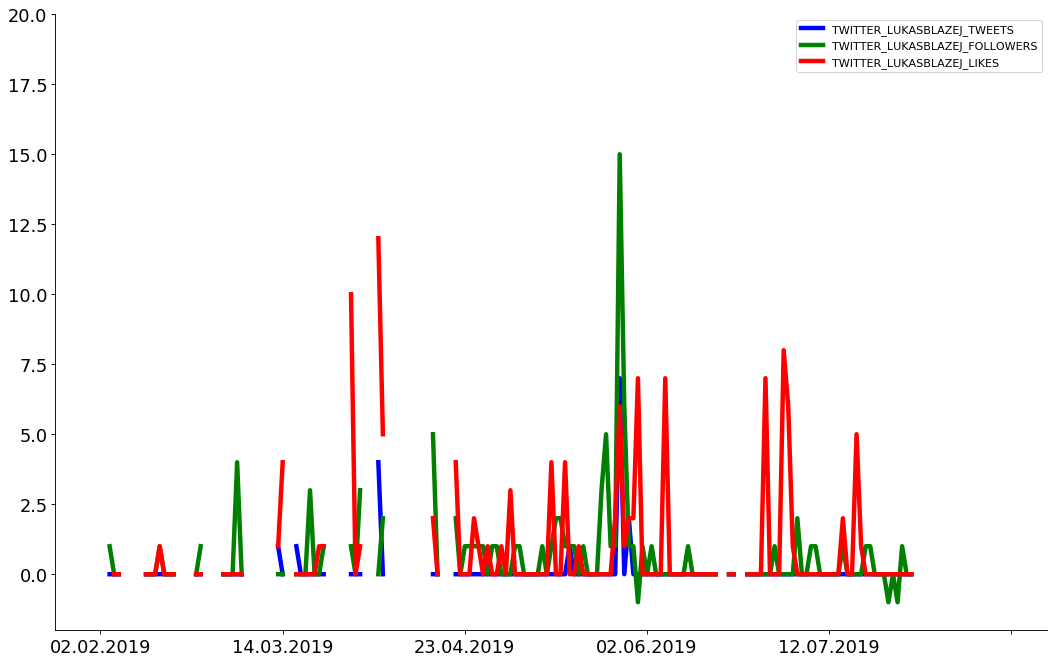 20.0
17.5
15.0
12.5
10.0
7.5
5.0
2.5
0.0
TWITTER_LUKASBLAZEJ_TWEETS
TWITTER_LUKASBLAZEJ_FOLLOWERS
TWITTER_LUKASBLAZEJ_LIKES
02.02.2019 14.03.2019 23.04.2019 02.06.2019 12.07.2019